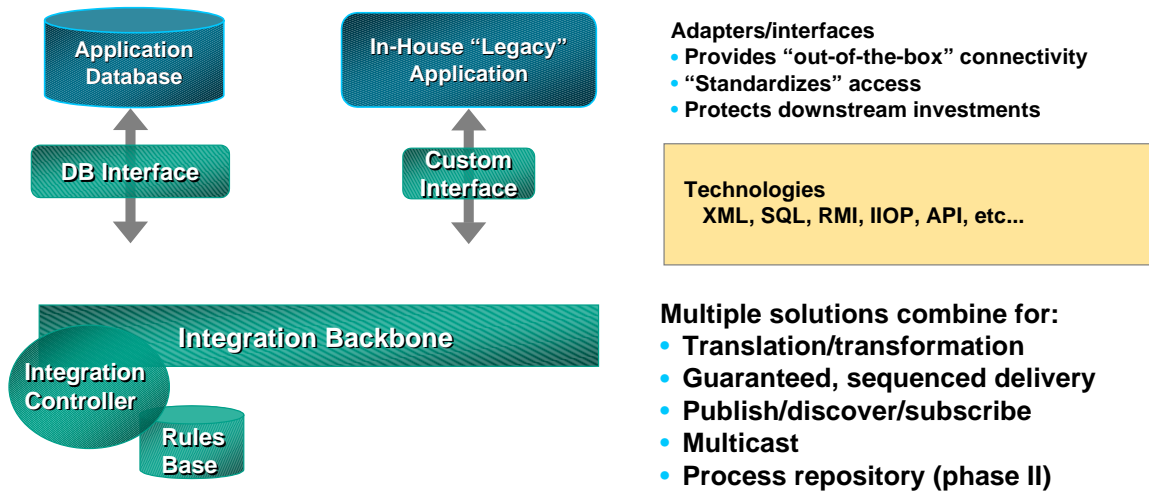 Application
Database
In-House “Legacy”
Application
DB Interface
Custom
Interface
Integration Backbone
Integration
Controller
Rules
Base
Adapters/interfaces
• Provides “out-of-the-box” connectivity
• “Standardizes” access
• Protects downstream investments
Technologies
XML, SQL, RMI, IIOP, API, etc...
Multiple solutions combine for:
• Translation/transformation
• Guaranteed, sequenced delivery
• Publish/discover/subscribe
• Multicast
• Process repository (phase II)